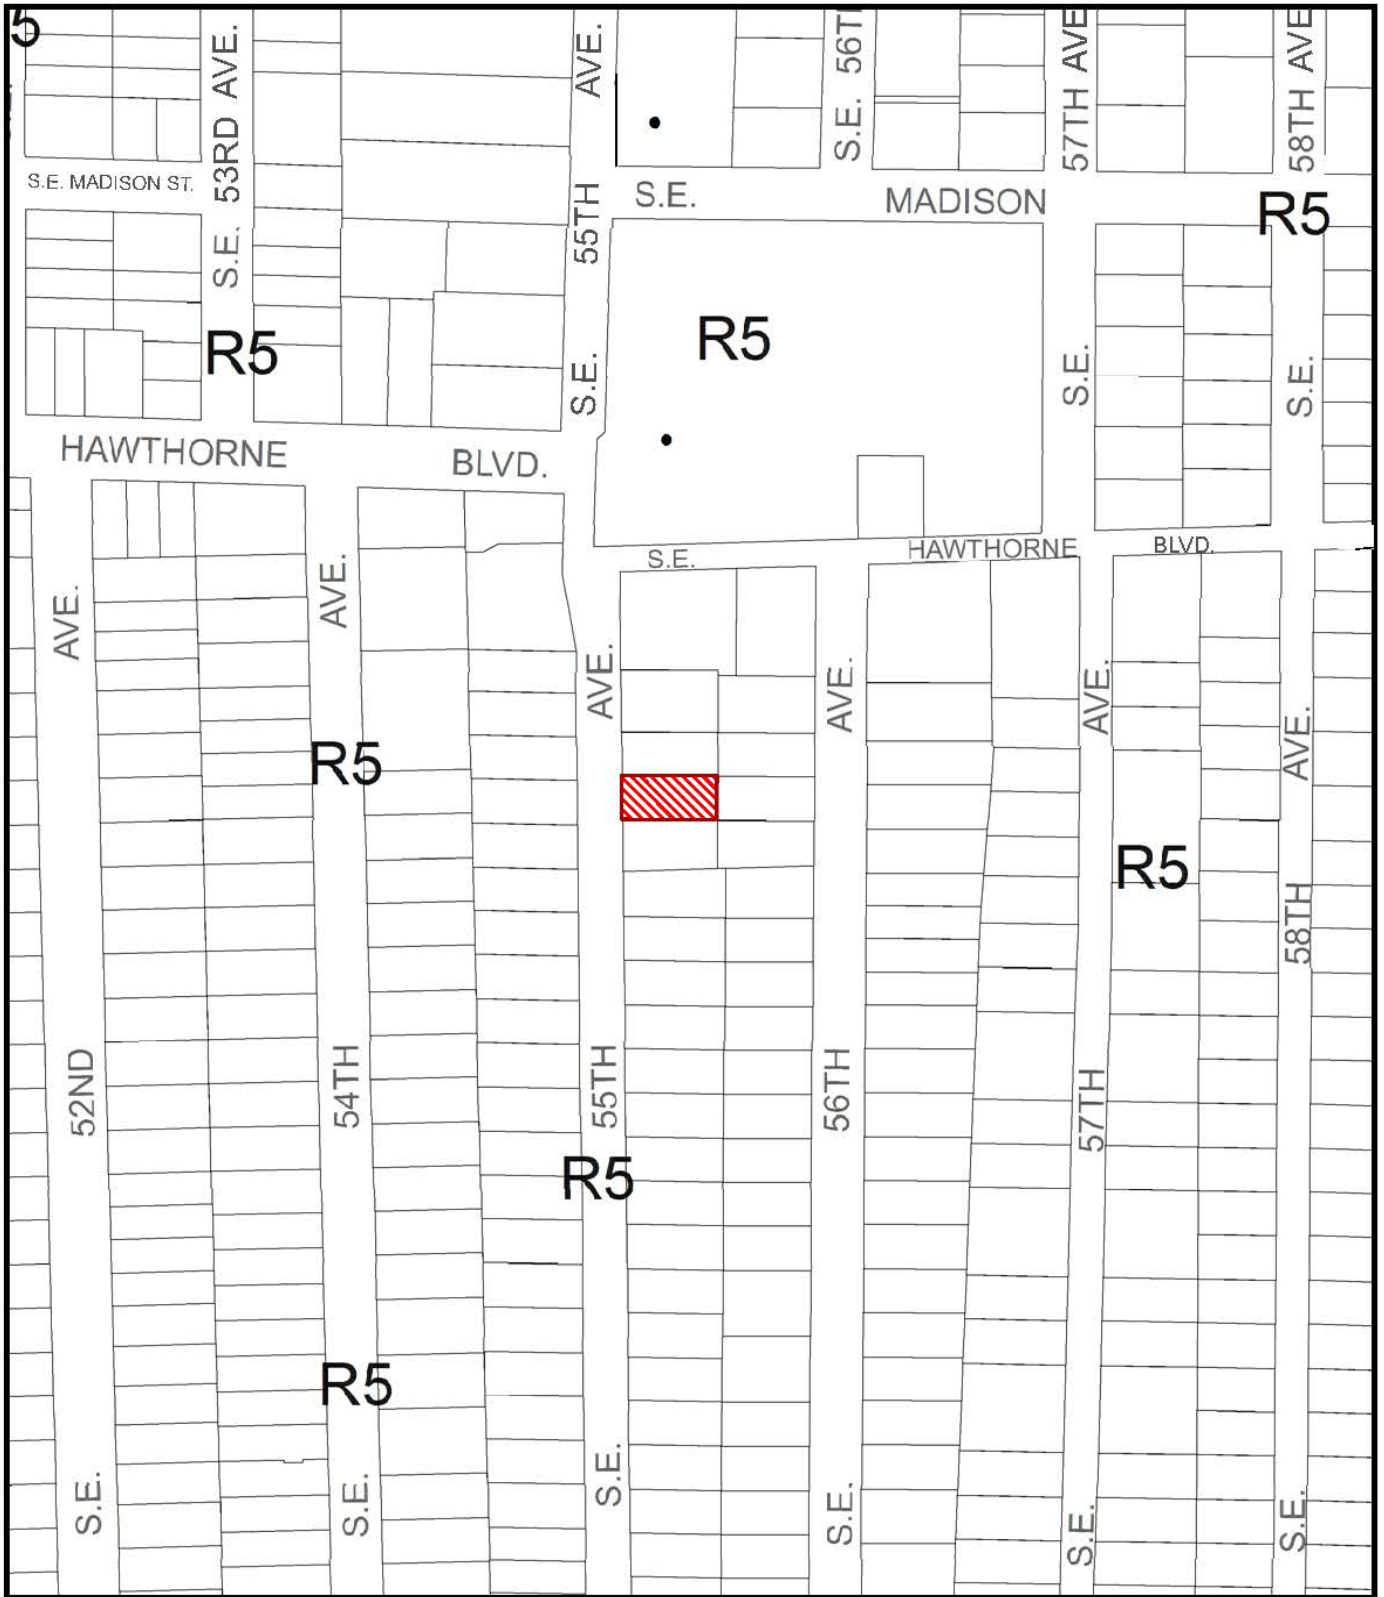 5
S.E. 53RD AVE.
S.E. 55TH AVE.
S.E. 56T
S.E. 57TH AVE
S.E. 58TH AVE
S.E. MADISON ST.
S.E. MADISON
R5
R5
R5
HAWTHORNE BLVD.
S.E. HAWTHORNE BLVD.
S.E. 52ND AVE.
S.E. 54TH AVE.
S.E. 55TH AVE.
S.E. 56TH AVE.
S.E. 57TH AVE.
S.E. 58TH AVE.
R5
R5
R5
R5